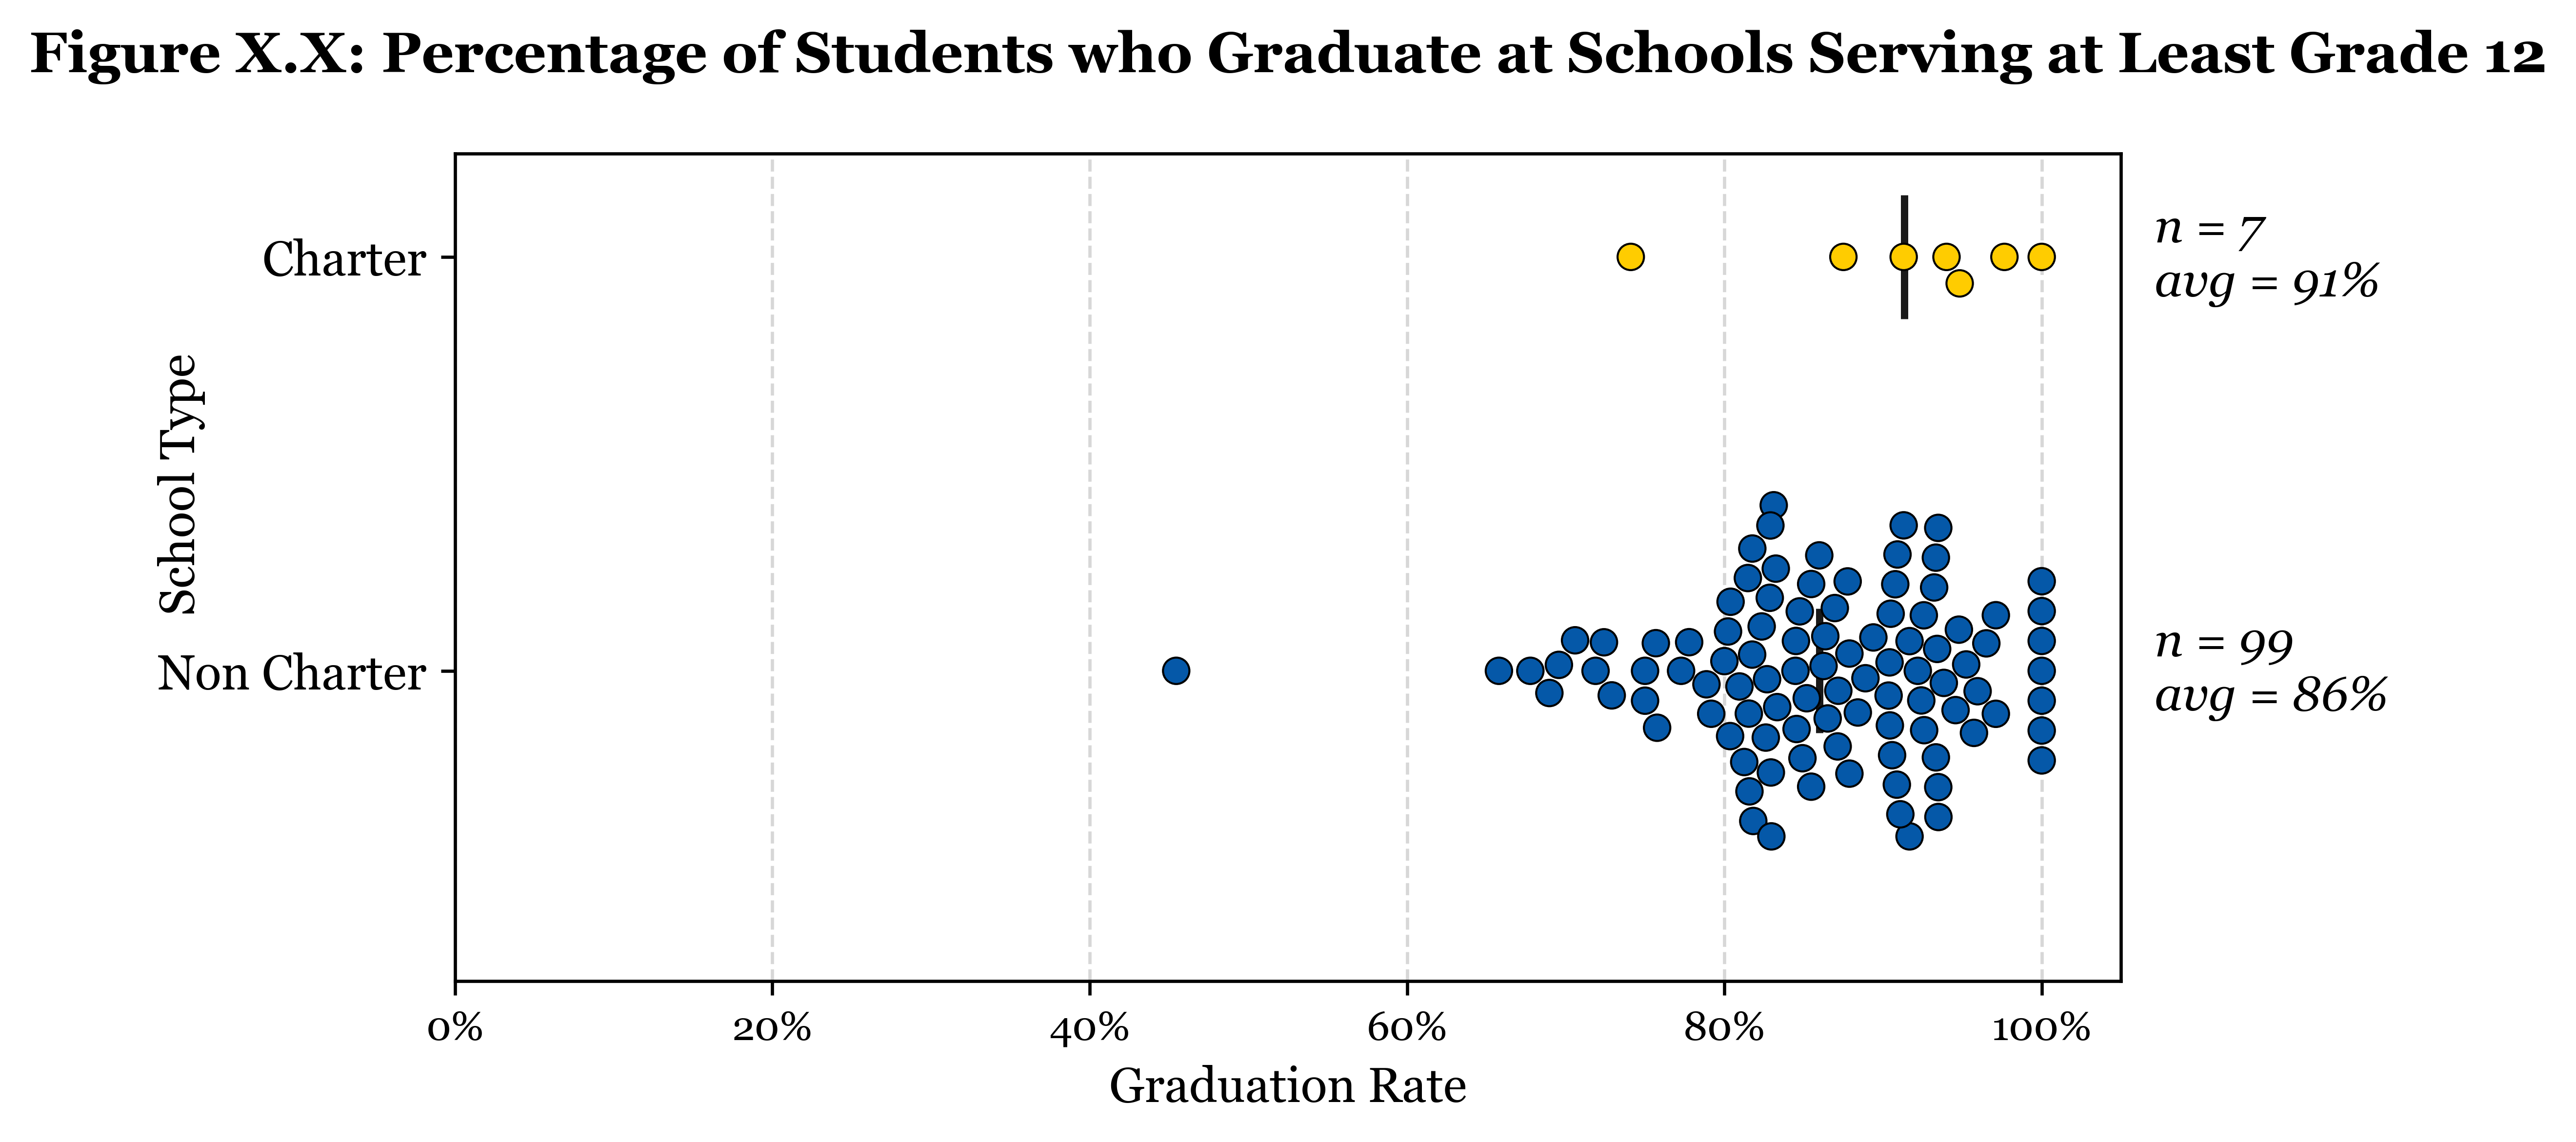 Figure X.X: Percentage of Students who Graduate at Schools Serving at Least Grade 12
School Type
Charter
n = 7
avg = 91%
Non Charter
n = 99
avg = 86%
0% 20% 40% 60% 80% 100%
Graduation Rate